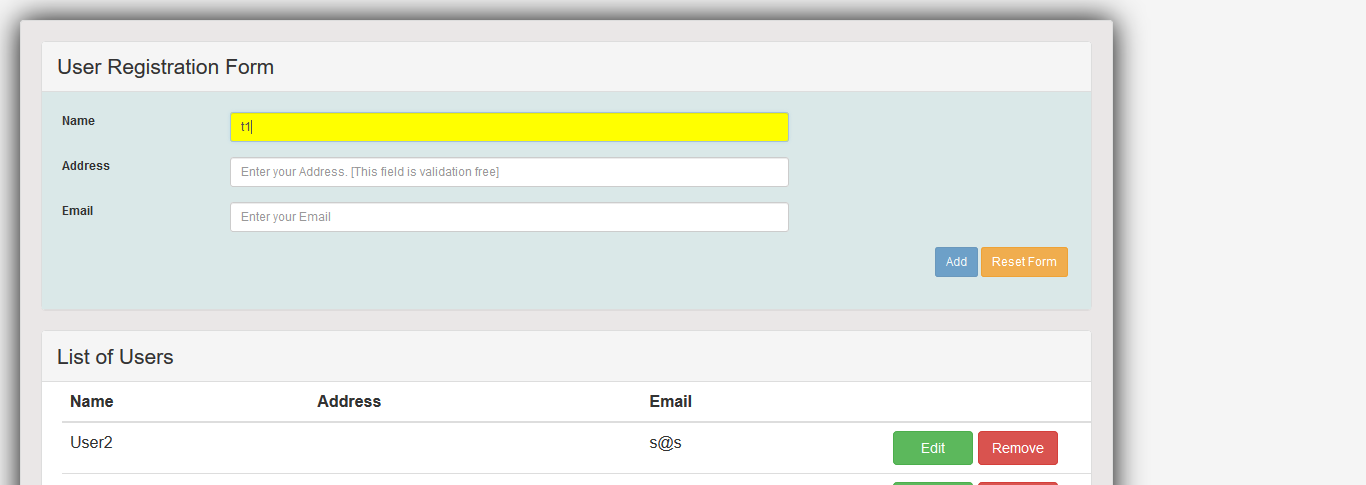 User Registration Form
Name
t1
Address
Enter your Address. [This field is validation free]
Email
Enter your Email
Add Reset Form
List of Users
Name Address Email
User2 s@s Edit Remove